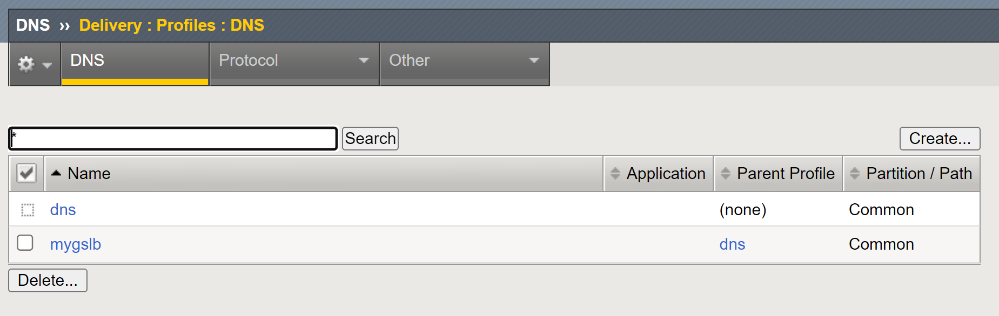 DNS ›› Delivery : Profiles : DNS
DNS Protocol Other
* Search Create...
Name Application Parent Profile Partition / Path
dns (none) Common
mygslb dns Common
Delete...